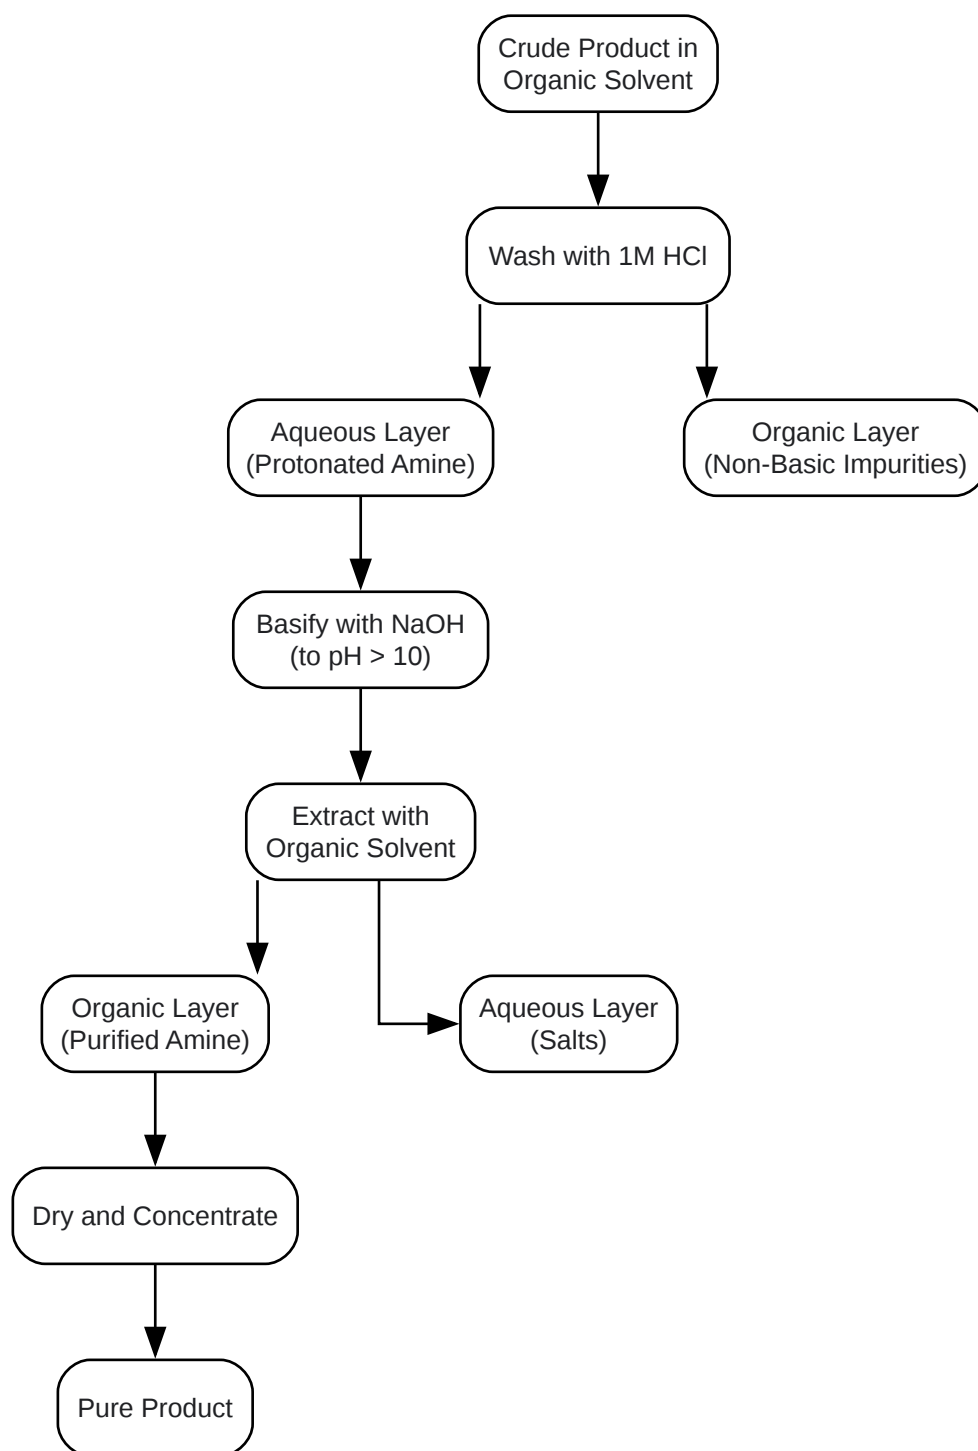 Crude Product in
Organic Solvent
Wash with 1M HCl
Aqueous Layer
(Protonated Amine)
Organic Layer
(Non-Basic Impurities)
Basify with NaOH
(to pH > 10)
Extract with
Organic Solvent
Organic Layer
(Purified Amine)
Aqueous Layer
(Salts)
Dry and Concentrate
Pure Product